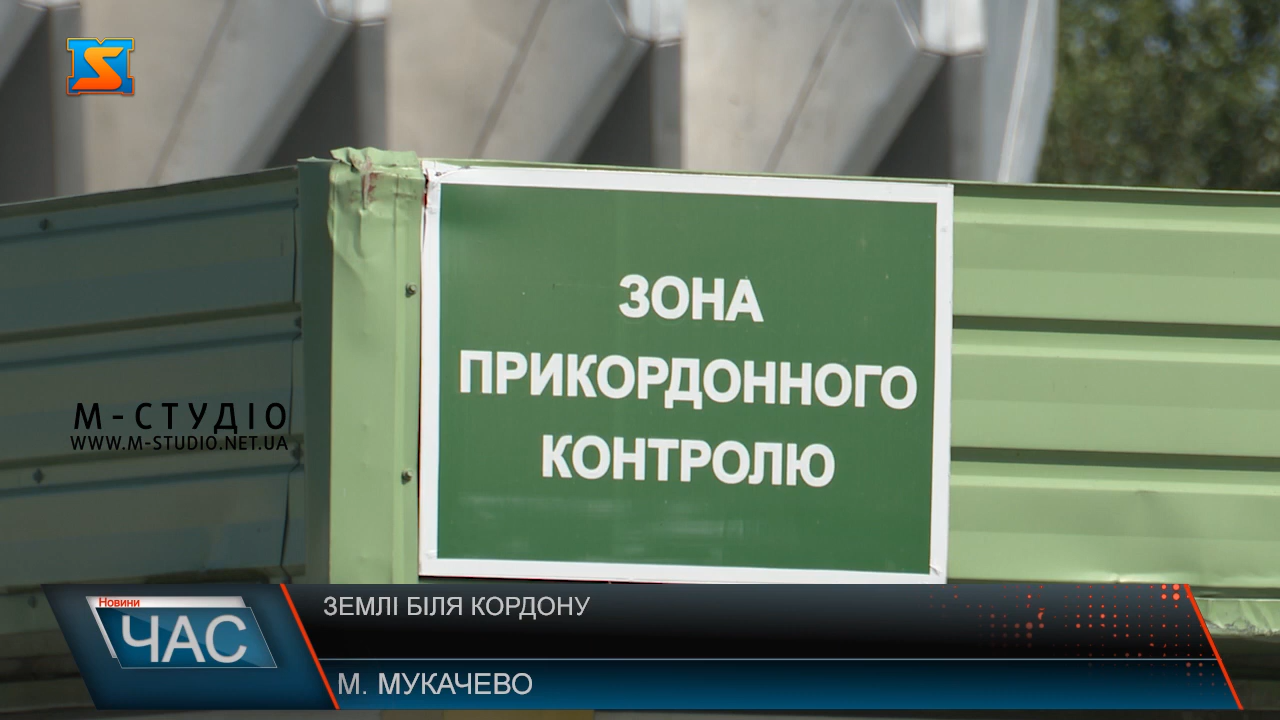 ЗОНА
ПРИКОРДОННОГО
КОНТРОЛЮ
М-СТУДІО
WWW.M-STUDIO.NET.UA
Новини
ЧАС
ЗЕМЛІ БІЛЯ КОРДОНУ
М. МУКАЧЕВО